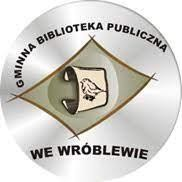 GMINNA BIBLIOTEKA PUBLICZNA
WE WRÓBLEWIE